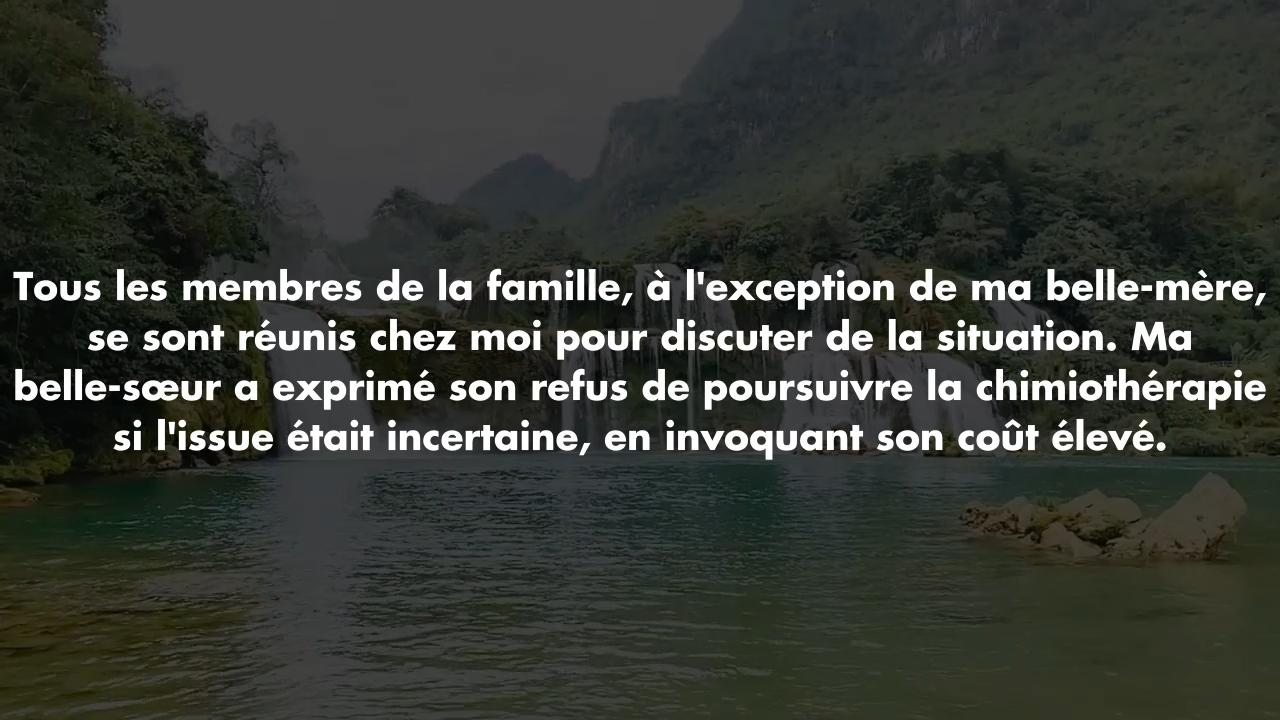 Tous les membres de la famille, à l'exception de ma belle-mère,
se sont réunis chez moi pour discuter de la situation. Ma
belle-sœur a exprimé son refus de poursuivre la chimiothérapie
si l'issue était incertaine, en invoquant son coût élevé.